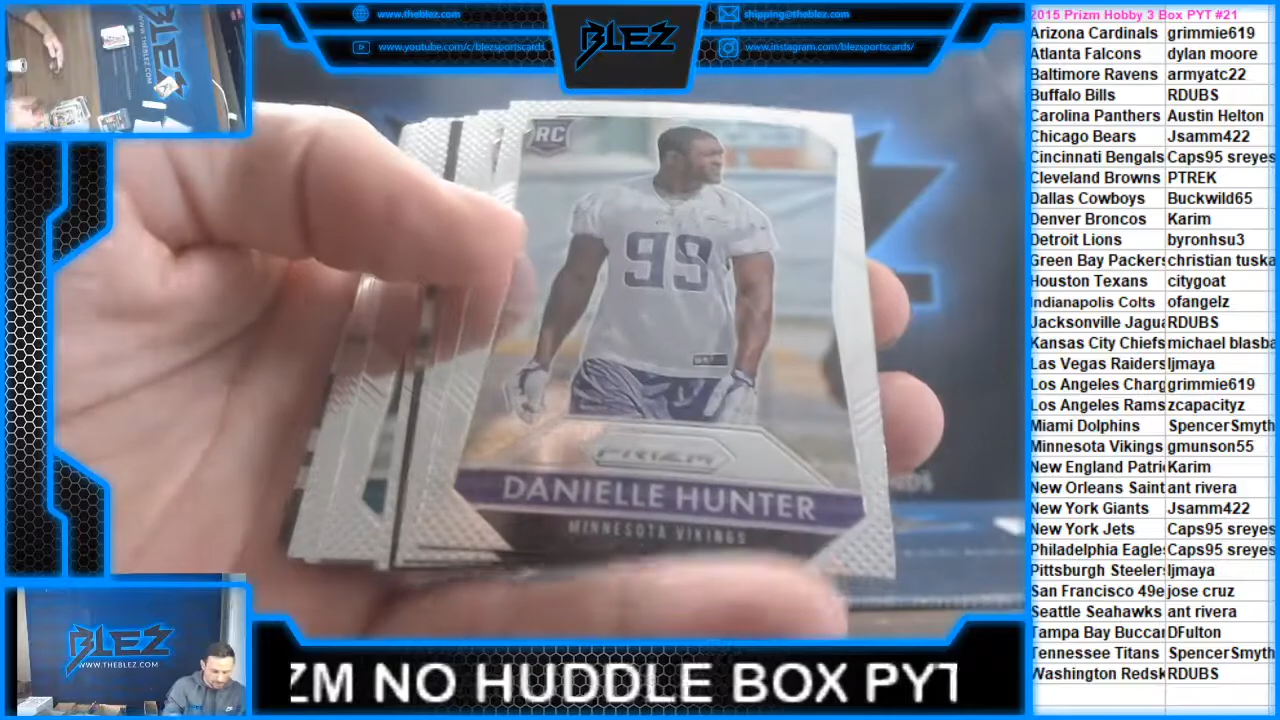 www.theblez.com
www.youtube.com/c/blezsportscards
BLEZ
shipping@theblez.com
www.instagram.com/blezsportscards/
RC
99
PRIZM
DANIELLE HUNTER
MINNESOTA VIKINGS
BLEZ
WWW.THEBLEZ.COM
ZM NO HUDDLE BOX PYT
2015 Prizm Hobby 3 Box PYT #21
Arizona Cardinals grimmie619
Atlanta Falcons dylan moore
Baltimore Ravens armyatc22
Buffalo Bills RDUBS
Carolina Panthers Austin Helton
Chicago Bears Jsamm422
Cincinnati Bengals Caps95 sreyes
Cleveland Browns PTREK
Dallas Cowboys Buckwild65
Denver Broncos Karim
Detroit Lions byronhsu3
Green Bay Packers christian tuska
Houston Texans citygoat
Indianapolis Colts ofangelz
Jacksonville Jagua RDUBS
Kansas City Chiefs michael blasba
Las Vegas Raiders ljmaya
Los Angeles Charg grimmie619
Los Angeles Rams zcapacityz
Miami Dolphins SpencerSmyth
Minnesota Vikings gmunson55
New England Patri Karim
New Orleans Saint ant rivera
New York Giants Jsamm422
New York Jets Caps95 sreyes
Philadelphia Eagle Caps95 sreyes
Pittsburgh Steeler ljmaya
San Francisco 49e jose cruz
Seattle Seahawks ant rivera
Tampa Bay Buccar DFulton
Tennessee Titans SpencerSmyth
Washington Redsk RDUBS